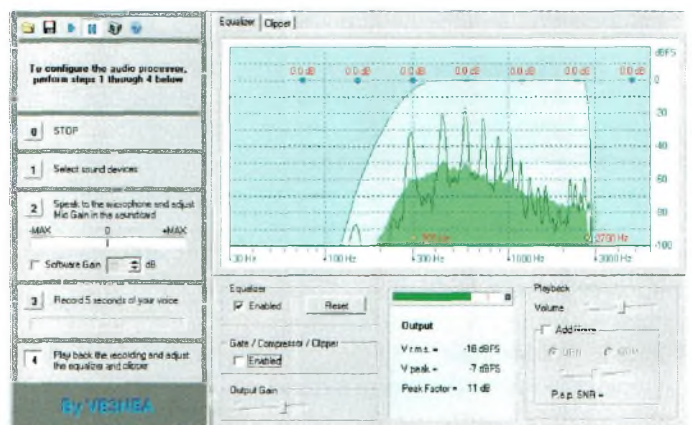 Equalizer Clipper
To configure the audio processor,
perform steps 1 through 4 below
0 STOP
1 Select sound devices
2 Speak to the microphone and adjust
Mic Gain in the soundcard
-MAX 0 +MAX
Software Gain dB
3 Record 5 seconds of your voice
4 Play back the recording and adjust
the equalizer and clipper
By VE3NEA
dBFS
0.0 dB 0.0 dB 0.0 dB 0.0 dB 0.0 dB 0.0 dB 0.0 dB
0
-20
-40
-60
-80
-100
2700 Hz
30 Hz 100 Hz 300 Hz 1000 Hz 3000 Hz
Equalizer
Enabled Reset
Gate / Compressor / Clipper
Enabled
Output Gain
Output
V r.m.s. = -18 dBFS
V peak = -7 dBFS
Peak Factor = 11 dB
Playback
Volume
Add Noise
P.e.p. SNR =